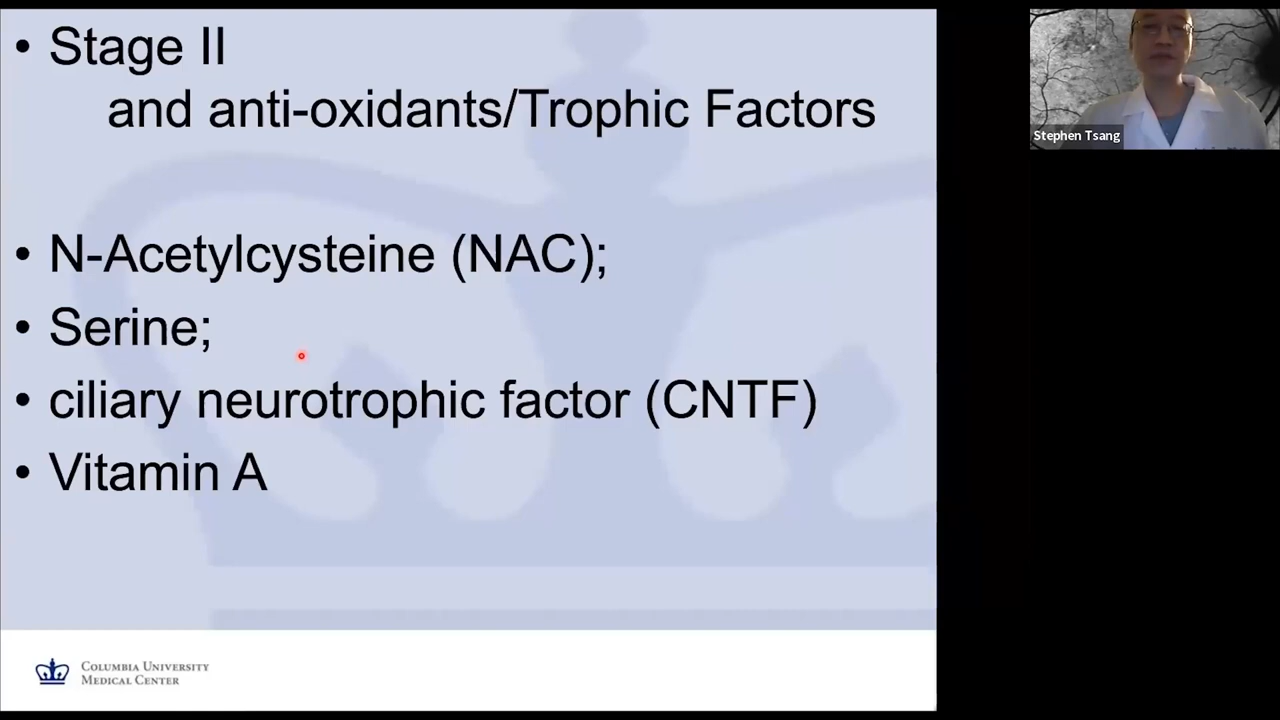 • Stage II
and anti-oxidants/Trophic Factors
• N-Acetylcysteine (NAC);
• Serine;
• ciliary neurotrophic factor (CNTF)
• Vitamin A
COLUMBIA UNIVERSITY
MEDICAL CENTER
Stephen Tsang